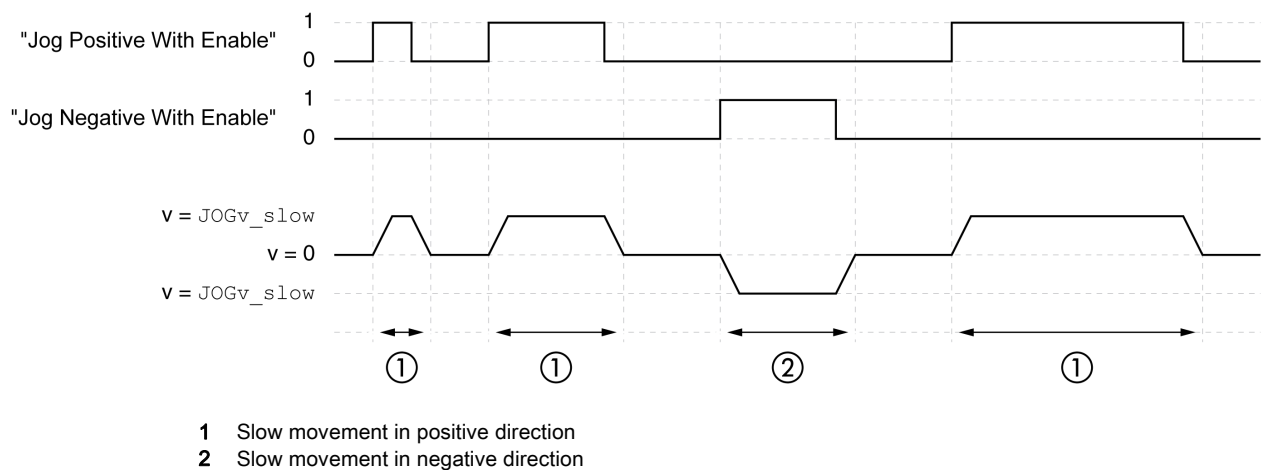 1
"Jog Positive With Enable"
0
1
"Jog Negative With Enable"
0
v = JOGv_slow
v = 0
v = JOGv_slow
① ① ② ①
1 Slow movement in positive direction
2 Slow movement in negative direction